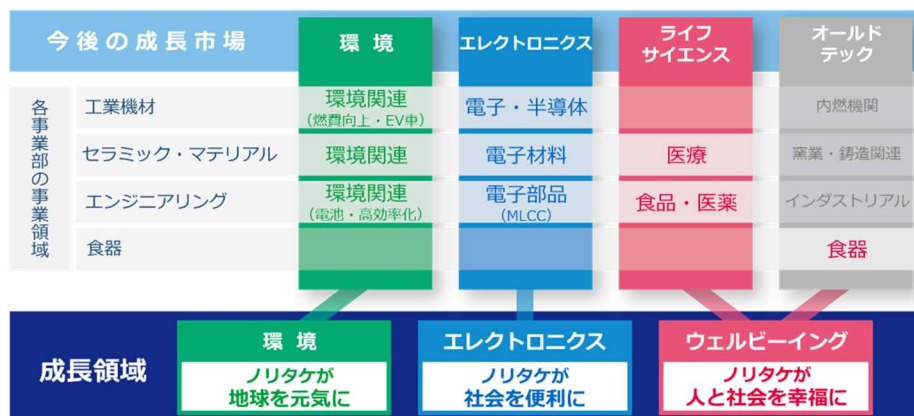 今後の成長市場
環境
エレクトロニクス
ライフ
サイエンス
オールド
テック
各事業部の事業領域
工業機材
環境関連
（燃費向上・EV車）
電子・半導体
内燃機関
セラミック・マテリアル
環境関連
電子材料
医療
窯業・鋳造関連
エンジニアリング
環境関連
（電池・高効率化）
電子部品
（MLCC）
食品・医薬
インダストリアル
食器
食器
成長領域
環境
ノリタケが
地球を元気に
エレクトロニクス
ノリタケが
社会を便利に
ウェルビーイング
ノリタケが
人と社会を幸福に